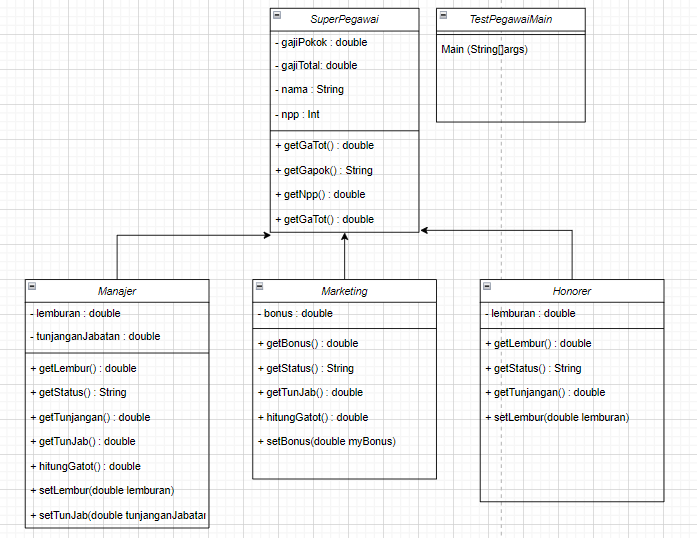 SuperPegawai
- gajiPokok : double
- gajiTotal: double
- nama : String
- npp : Int
+ getGaTot() : double
+ getGapok() : String
+ getNpp() : double
+ getGaTot() : double
TestPegawaiMain
Main (String[]args)
Manajer
- lemburan : double
- tunjanganJabatan : double
+ getLembur() : double
+ getStatus() : String
+ getTunjangan() : double
+ getTunJab() : double
+ hitungGatot() : double
+ setLembur(double lemburan)
+ setTunJab(double tunjanganJabatan
Marketing
- bonus : double
+ getBonus() : double
+ getStatus() : String
+ getTunJab() : double
+ hitungGatot() : double
+ setBonus(double myBonus)
Honorer
- lemburan : double
+ getLembur() : double
+ getStatus() : String
+ getTunjangan() : double
+ setLembur(double lemburan)